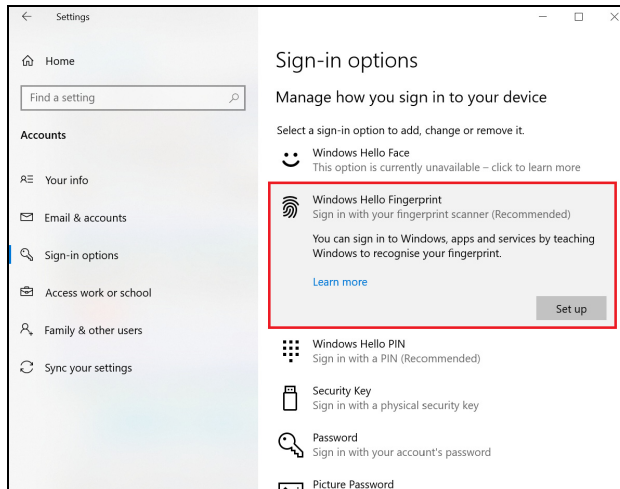 Settings
Home
Find a setting
Accounts
Your info
Email & accounts
Sign-in options
Access work or school
Family & other users
Sync your settings
Sign-in options
Manage how you sign in to your device
Select a sign-in option to add, change or remove it.
Windows Hello Face
This option is currently unavailable – click to learn more
Windows Hello Fingerprint
Sign in with your fingerprint scanner (Recommended)
You can sign in to Windows, apps and services by teaching
Windows to recognise your fingerprint.
Learn more
Set up
Windows Hello PIN
Sign in with a PIN (Recommended)
Security Key
Sign in with a physical security key
Password
Sign in with your account's password
Picture Password